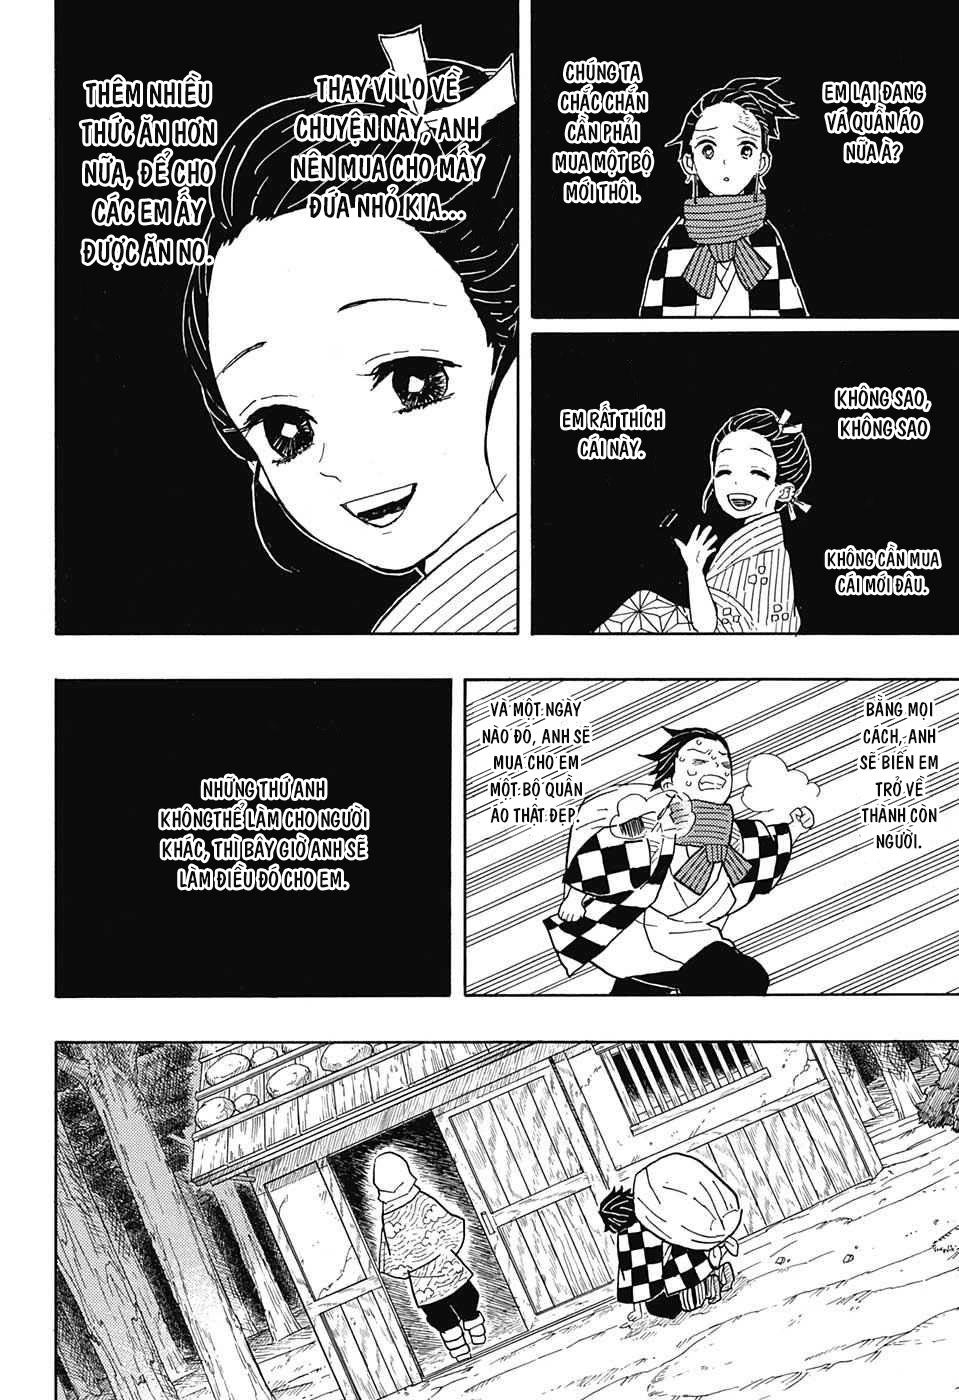 EM LẠI ĐANG
VÁ QUẦN ÁO
NỮA À?
CHÚNG TA
CHẮC CHẮN
CẦN PHẢI
MUA MỘT BỘ
MỚI THÔI.
KHÔNG SAO,
KHÔNG SAO
EM RẤT THÍCH
CÁI NÀY.
KHÔNG CẦN MUA
CÁI MỚI ĐÂU.
THAY VÌ LO VỀ
CHUYỆN NÀY, ANH
NÊN MUA CHO MẤY
ĐỨA NHỎ KIA...
THÊM NHIỀU
THỨC ĂN HƠN
NỮA, ĐỂ CHO
CÁC EM ẤY
ĐƯỢC ĂN NO.
BẰNG MỌI
CÁCH, ANH
SẼ BIẾN EM
TRỞ VỀ
THÀNH CON
NGƯỜI.
VÀ MỘT NGÀY
NÀO ĐÓ, ANH SẼ
MUA CHO EM
MỘT BỘ QUẦN
ÁO THẬT ĐẸP.
NHỮNG THỨ ANH
KHÔNGTHỂ LÀM CHO NGƯỜI
KHÁC, THÌ BÂY GIỜ ANH SẼ
LÀM ĐIỀU ĐÓ CHO EM.